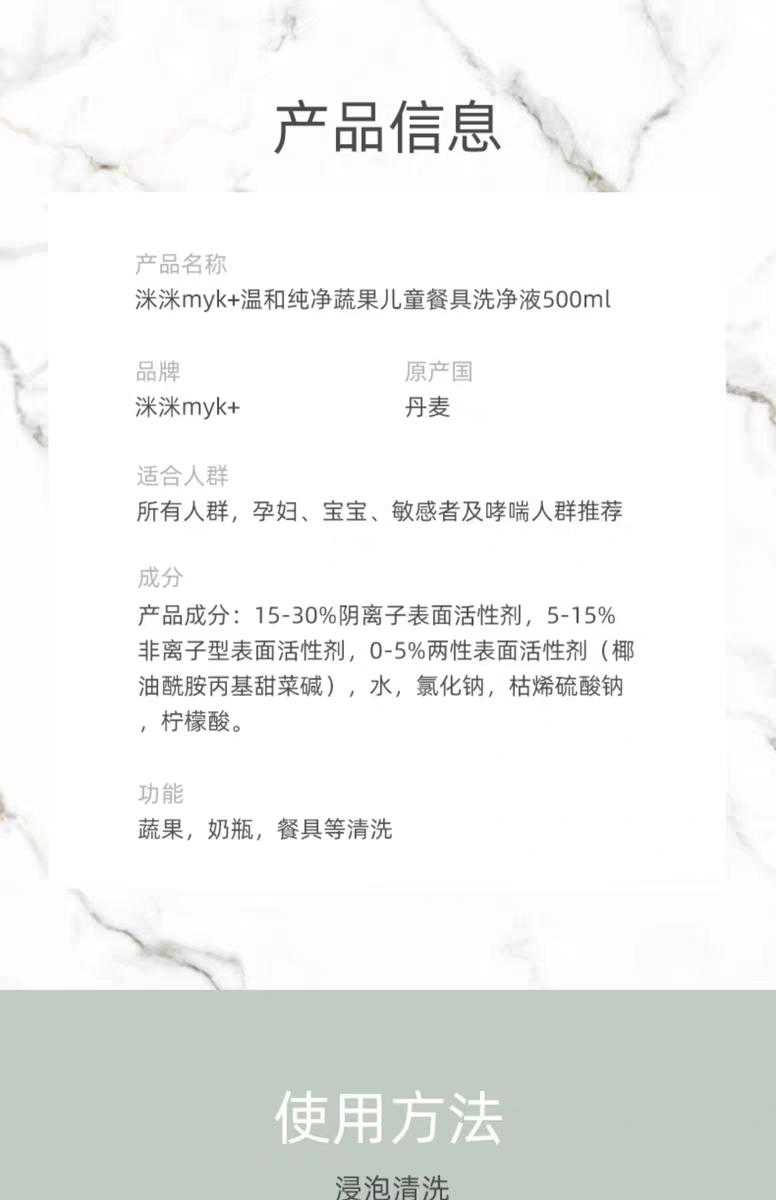 产品信息
产品名称
洣洣myk+温和纯净蔬果儿童餐具洗净液500ml
品牌
原产国
洣洣myk+
丹麦
适合人群
所有人群，孕妇、宝宝、敏感者及哮喘人群推荐
成分
产品成分：15-30%阴离子表面活性剂，5-15%
非离子型表面活性剂，0-5%两性表面活性剂（椰
油酰胺丙基甜菜碱），水，氯化钠，枯烯硫酸钠
，柠檬酸。
功能
蔬果，奶瓶，餐具等清洗
使用方法
浸泡清洗